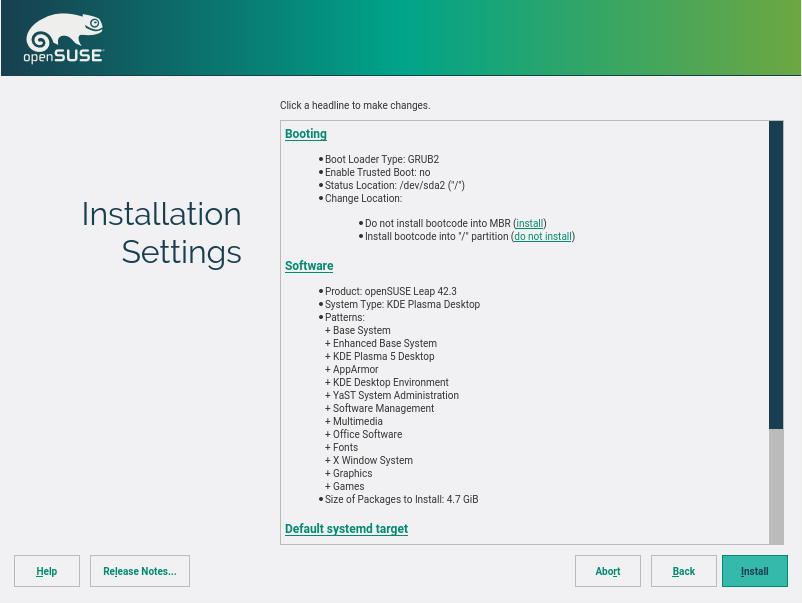 openSUSE
Click a headline to make changes.
Installation
Settings
Booting
• Boot Loader Type: GRUB2
• Enable Trusted Boot: no
• Status Location: /dev/sda2 ("/")
• Change Location:
• Do not install bootcode into MBR (install)
• Install bootcode into "/" partition (do not install)
Software
• Product: openSUSE Leap 42.3
• System Type: KDE Plasma Desktop
• Patterns:
+ Base System
+ Enhanced Base System
+ KDE Plasma 5 Desktop
+ AppArmor
+ KDE Desktop Environment
+ YaST System Administration
+ Software Management
+ Multimedia
+ Office Software
+ Fonts
+ X Window System
+ Graphics
+ Games
• Size of Packages to Install: 4.7 GiB
Default systemd target
Help Release Notes... Abort Back Install